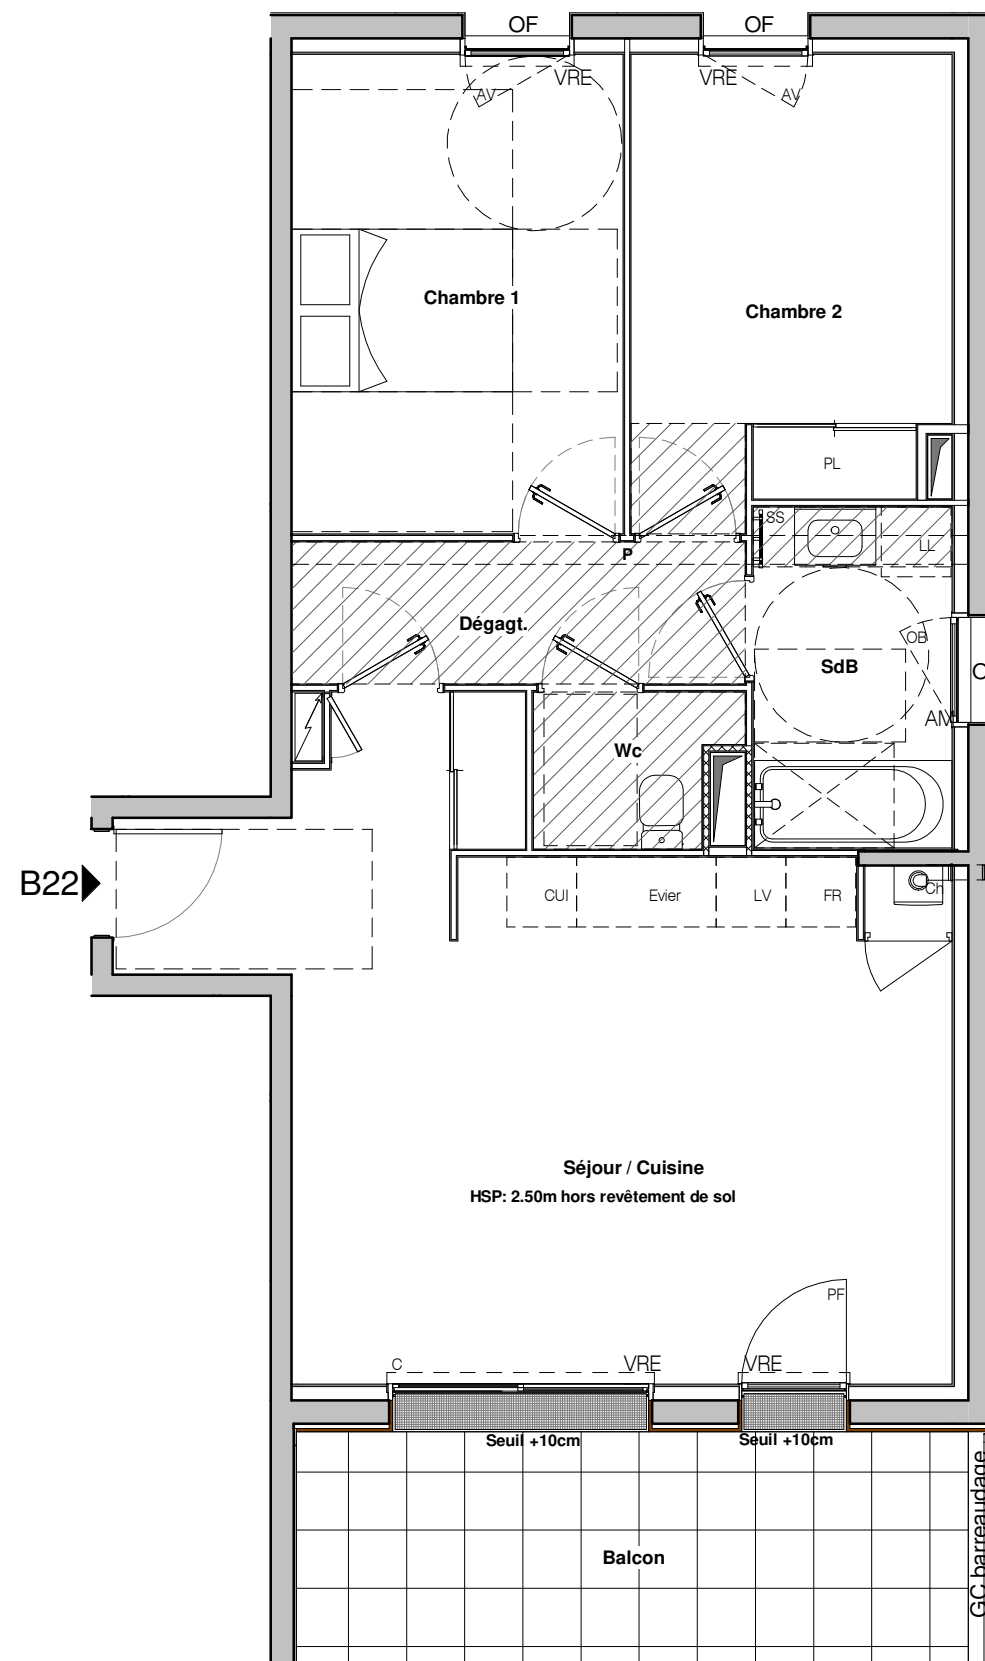 OF
OF
VRE
VRE
AV
AV
Chambre 1
Chambre 2
PL
SS
LL
P
Dégagt.
OB
SdB
AM
Wc
B22
CUI
Evier
LV
FR
Ch
Séjour / Cuisine
HSP: 2.50m hors revêtement de sol
PF
C
VRE
VRE
Seuil +10cm
Seuil +10cm
Balcon
GC barreaudage